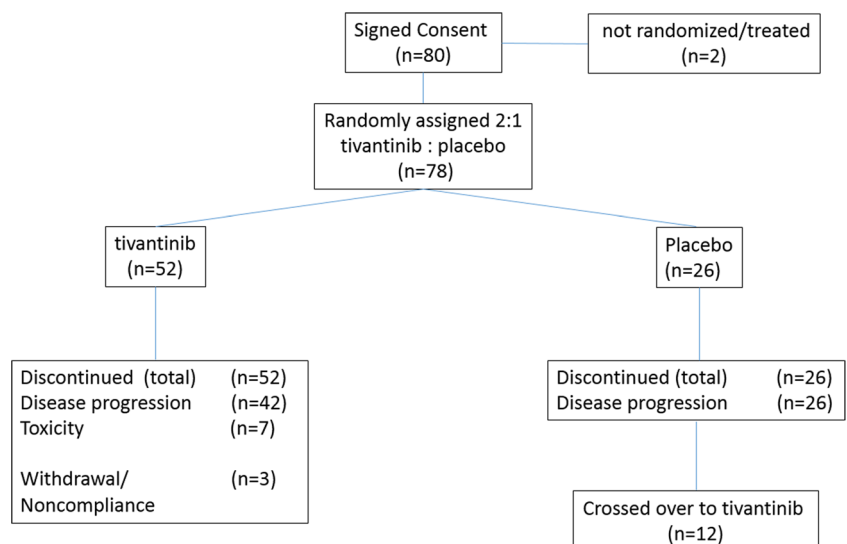 Signed Consent
(n=80)
not randomized/treated
(n=2)
Randomly assigned 2:1
tivantinib : placebo
(n=78)
tivantinib
(n=52)
Placebo
(n=26)
Discontinued (total) (n=52)
Disease progression (n=42)
Toxicity (n=7)
Withdrawal/ (n=3)
Noncompliance
Discontinued (total) (n=26)
Disease progression (n=26)
Crossed over to tivantinib
(n=12)